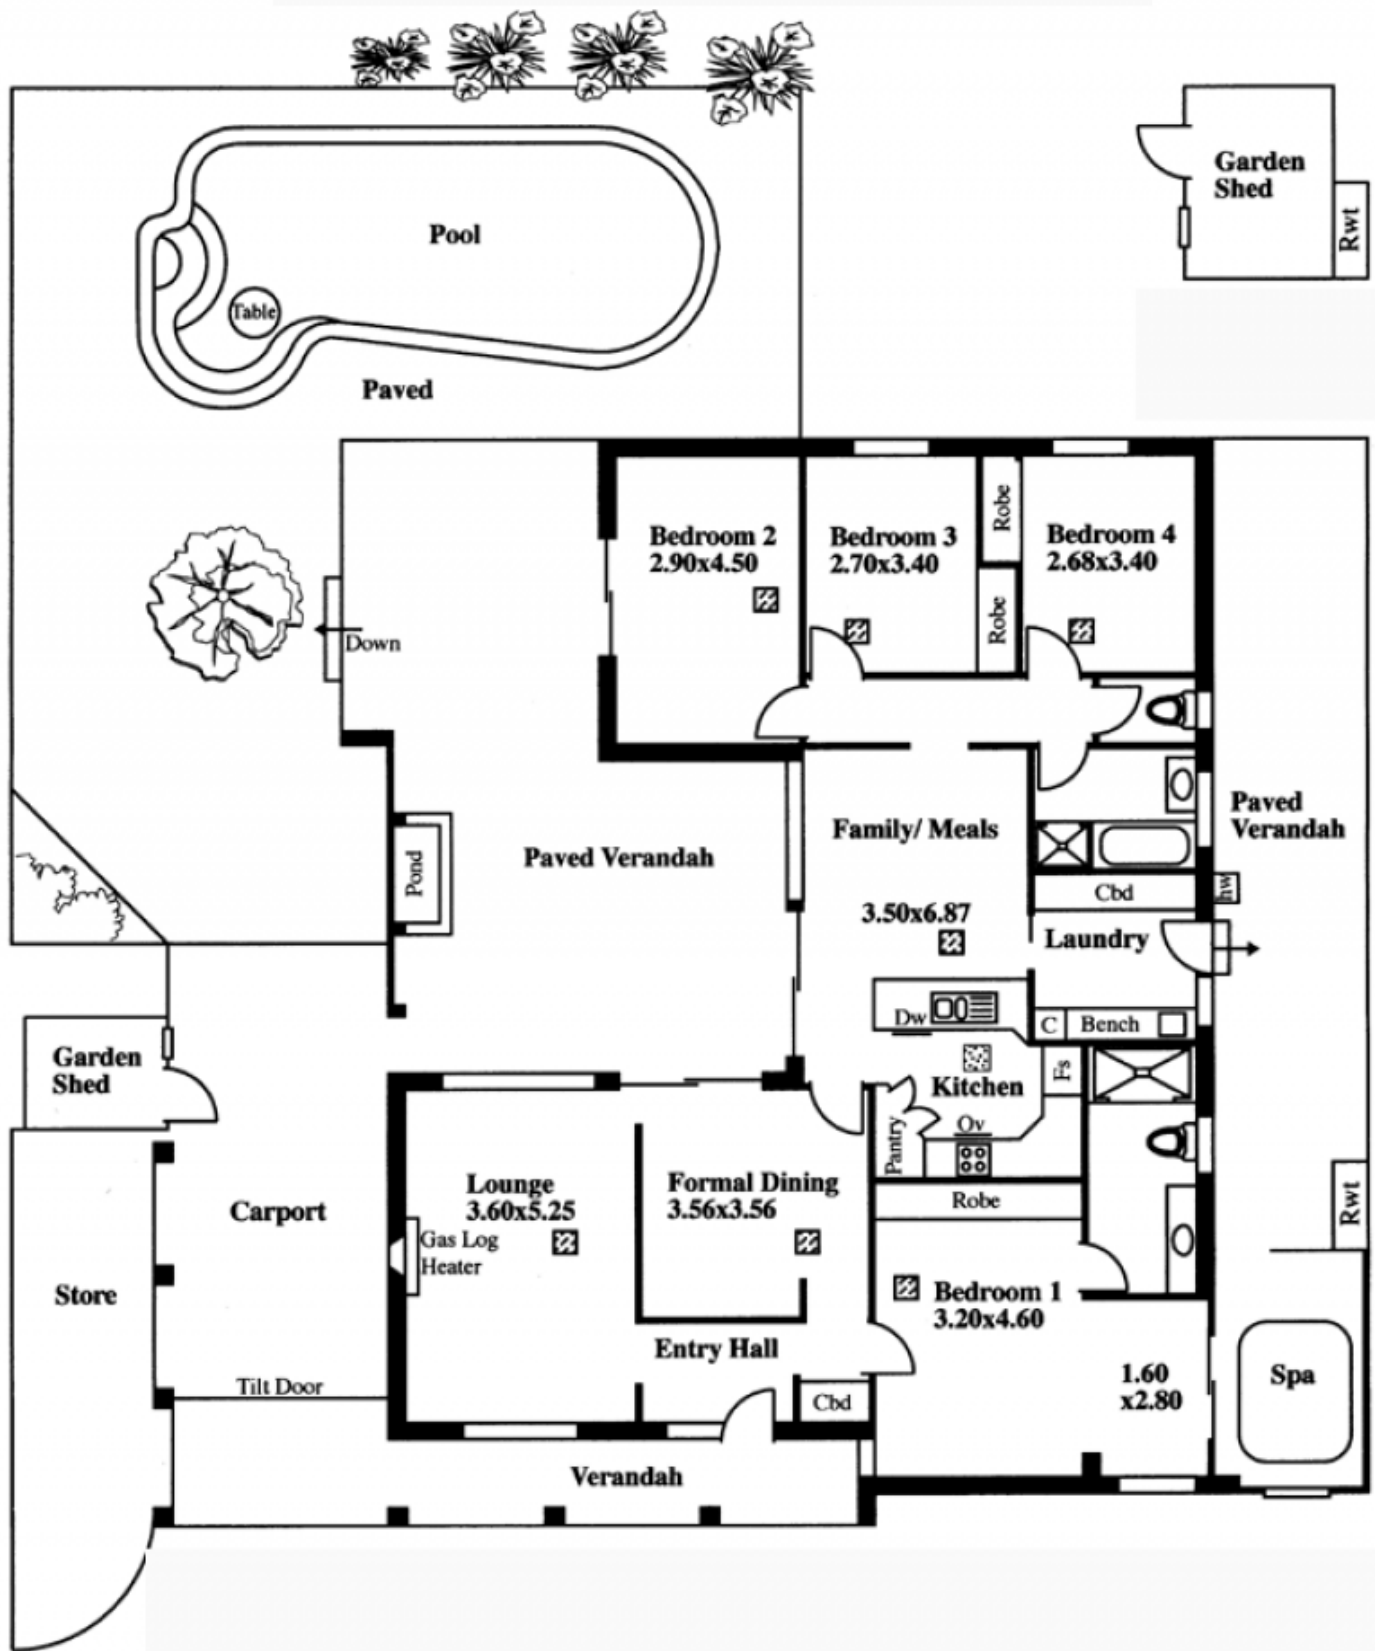 Garden
Shed
Rwt
Pool
Table
Paved
Bedroom 2
2.90x4.50
Bedroom 3
2.70x3.40
Robe
Robe
Bedroom 4
2.68x3.40
Down
Paved
Verandah
Family/ Meals
3.50x6.87
Paved Verandah
Pond
Cbd
hw
Laundry
Dw
C
Bench
Garden
Shed
Kitchen
Fs
Ov
Pantry
Lounge
3.60x5.25
Formal Dining
3.56x3.56
Robe
Rwt
Carport
Gas Log
Heater
Store
Bedroom 1
3.20x4.60
Entry Hall
1.60
x2.80
Spa
Tilt Door
Cbd
Verandah